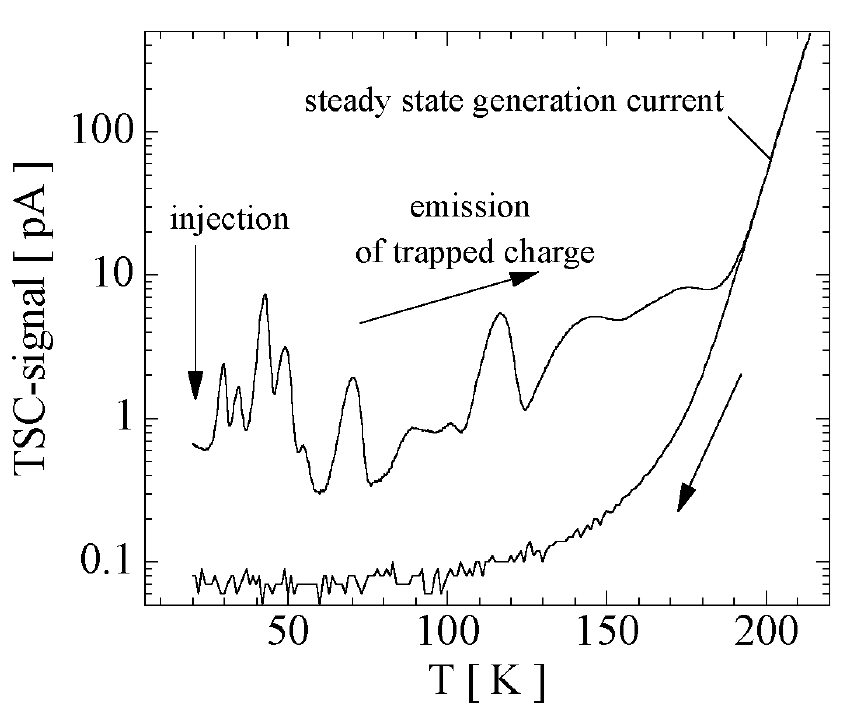 steady state generation current
100
injection
emission
of trapped charge
10
TSC-signal [ pA ]
1
0.1
50
100
150
200
T [ K ]